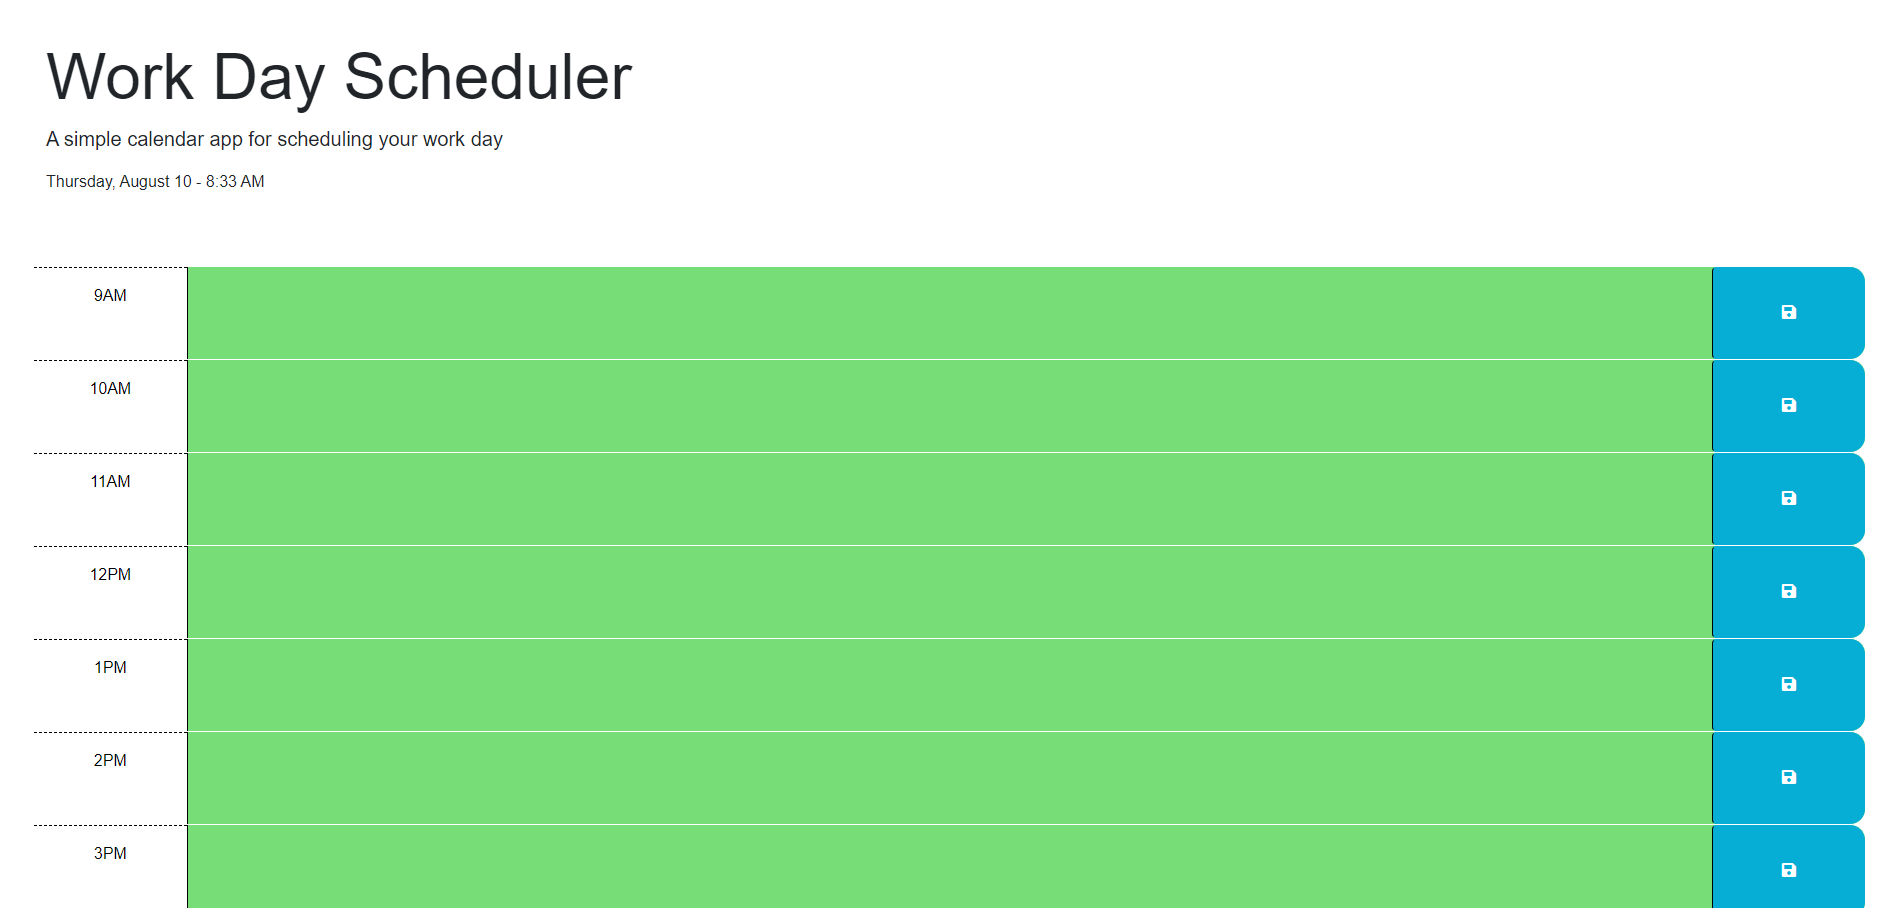 Work Day Scheduler
A simple calendar app for scheduling your work day
Thursday, August 10 - 8:33 AM
9AM
10AM
11AM
12PM
1PM
2PM
3PM